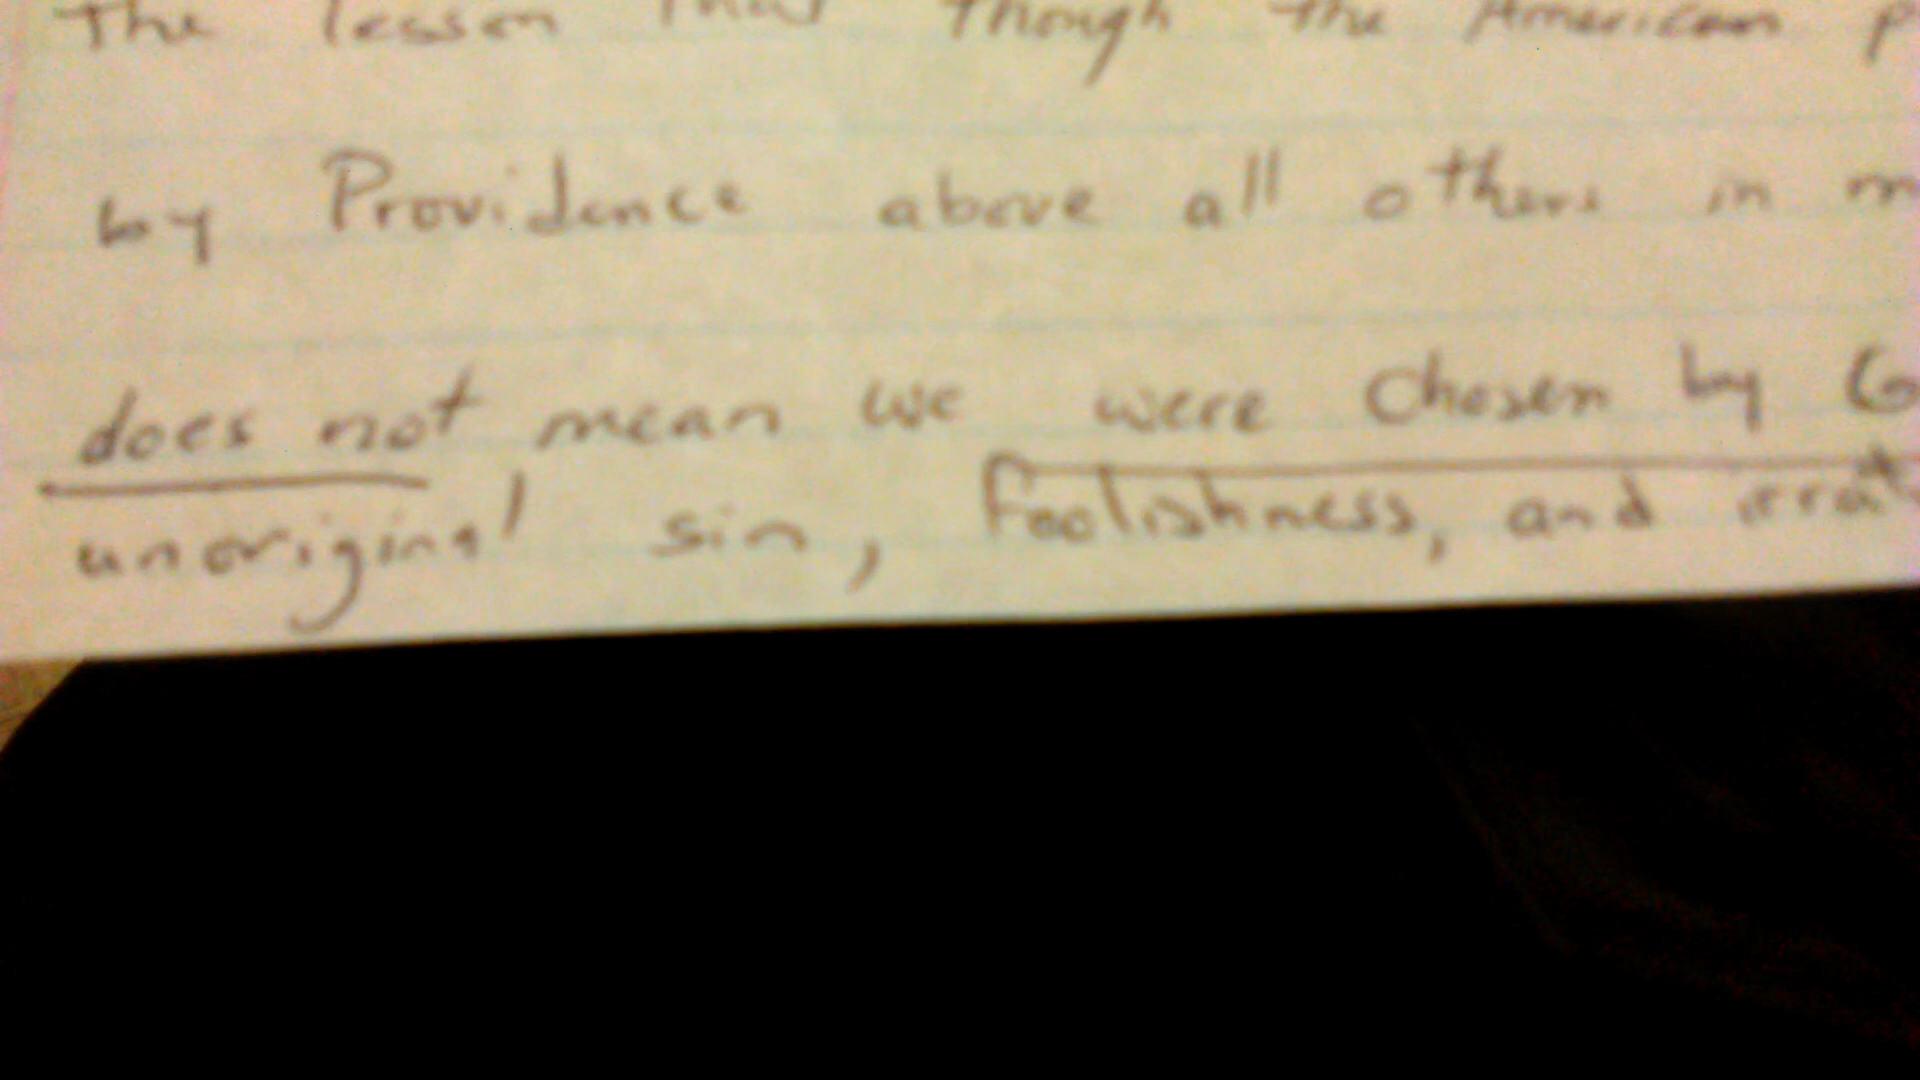 The lesson that though the American p
by Providence above all others in m
does not mean we were chosen by G
unoriginal sin, foolishness, and